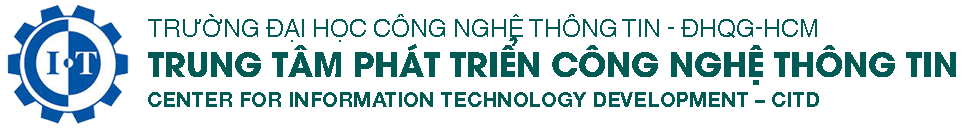 I·T
TRƯỜNG ĐẠI HỌC CÔNG NGHỆ THÔNG TIN - ĐHQG-HCM
TRUNG TÂM PHÁT TRIỂN CÔNG NGHỆ THÔNG TIN
CENTER FOR INFORMATION TECHNOLOGY DEVELOPMENT – CITD